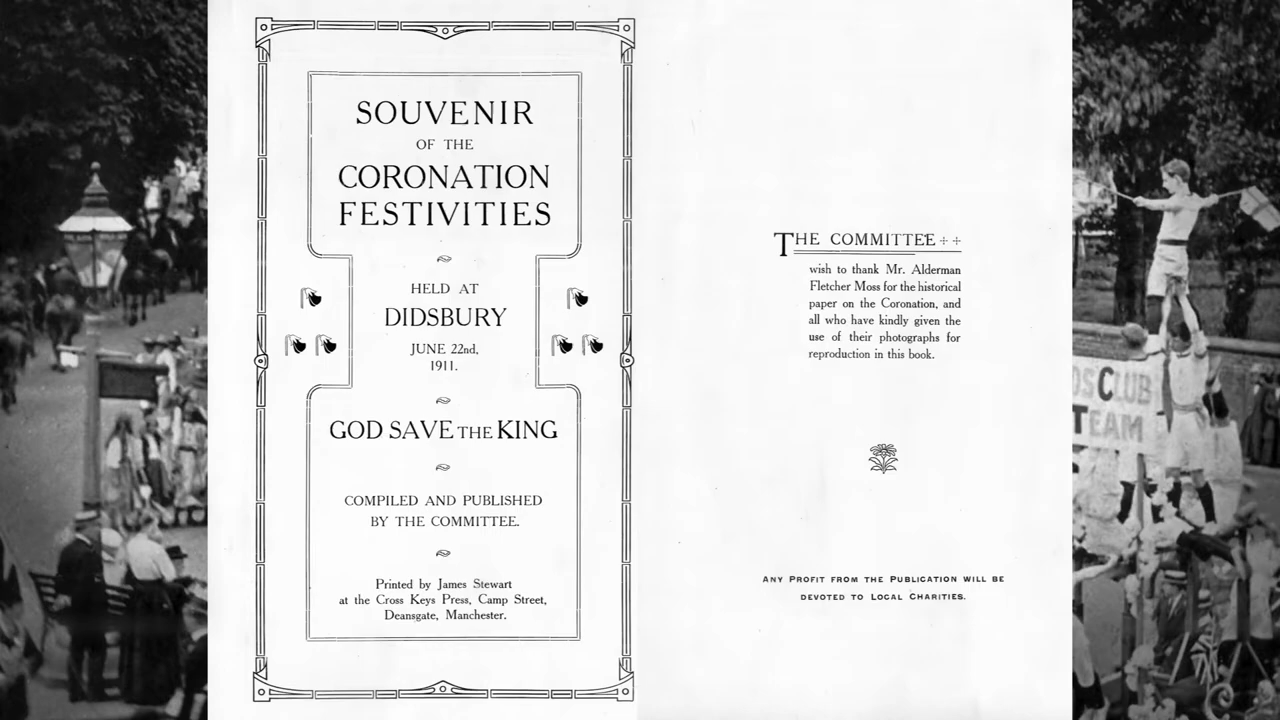 SOUVENIR
OF THE
CORONATION
FESTIVITIES
HELD AT
DIDSBURY
JUNE 22nd,
1911.
GOD SAVE THE KING
COMPILED AND PUBLISHED
BY THE COMMITTEE.
Printed by James Stewart
at the Cross Keys Press, Camp Street,
Deansgate, Manchester.
THE COMMITTEE
wish to thank Mr. Alderman
Fletcher Moss for the historical
paper on the Coronation, and
all who have kindly given the
use of their photographs for
reproduction in this book.
ANY PROFIT FROM THE PUBLICATION WILL BE
DEVOTED TO LOCAL CHARITIES.
CLUB
TEAM